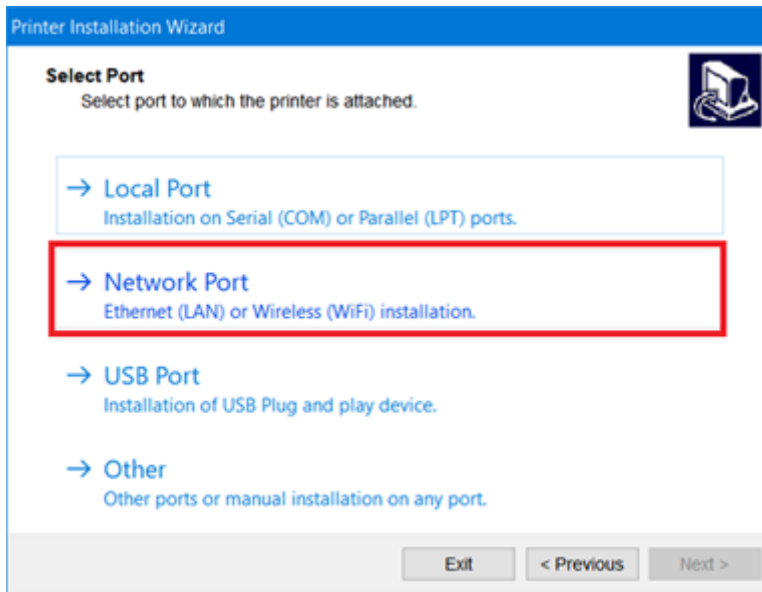 Printer Installation Wizard
Select Port
Select port to which the printer is attached.
→ Local Port
Installation on Serial (COM) or Parallel (LPT) ports.
→ Network Port
Ethernet (LAN) or Wireless (WiFi) installation.
→ USB Port
Installation of USB Plug and play device.
→ Other
Other ports or manual installation on any port.
Exit < Previous Next >